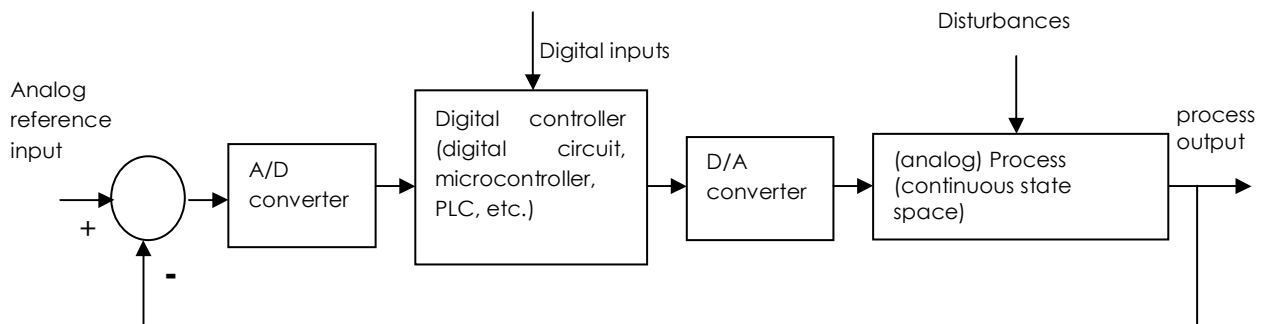 Disturbances
Digital inputs
Analog
reference
input
+
-
A/D
converter
Digital controller
(digital circuit,
microcontroller,
PLC, etc.)
D/A
converter
(analog) Process
(continuous state
space)
process
output